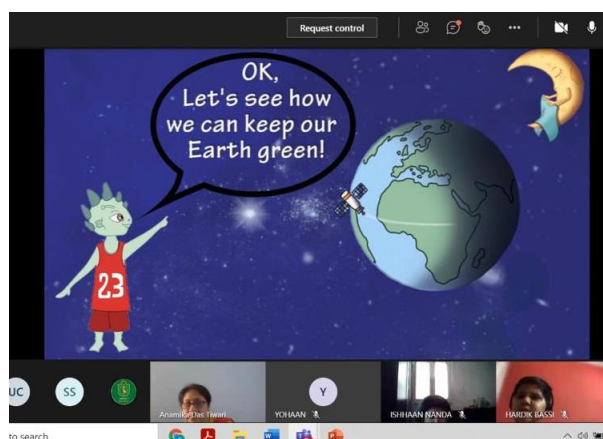 Request control
OK,
Let's see how
we can keep our
Earth green!
23
UC
SS
Y
Anamika Das Tiwari
YOHAAN
ISHHAAN NANDA
HARDIK BASSI
to search